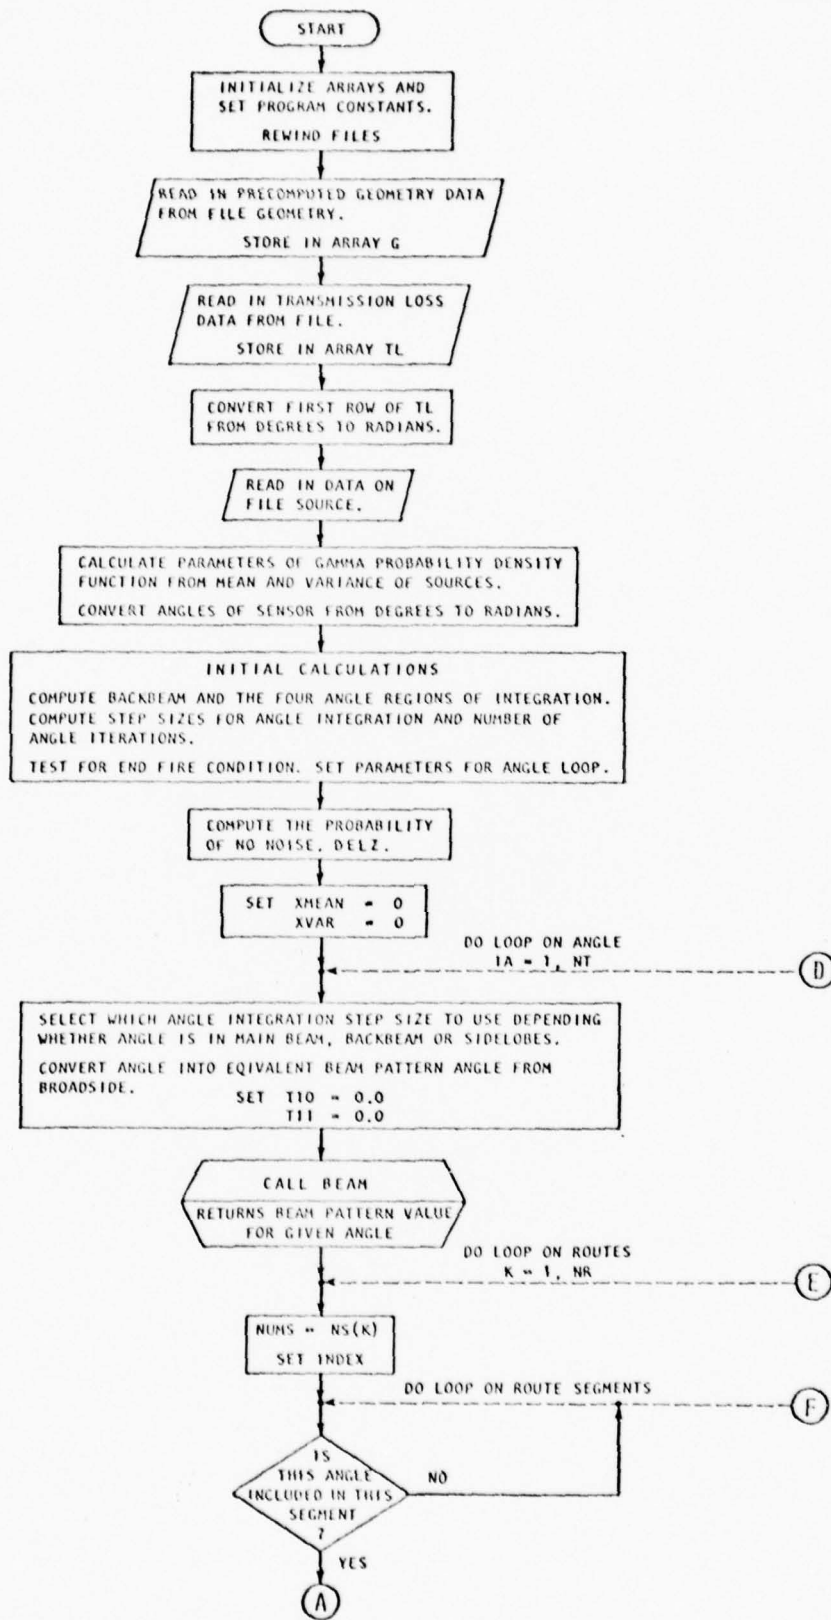 START
INITIALIZE ARRAYS AND
SET PROGRAM CONSTANTS.
REWIND FILES
READ IN PRECOMPUTED GEOMETRY DATA
FROM FILE GEOMETRY.
STORE IN ARRAY G
READ IN TRANSMISSION LOSS
DATA FROM FILE.
STORE IN ARRAY TL
CONVERT FIRST ROW OF TL
FROM DEGREES TO RADIANS.
READ IN DATA ON
FILE SOURCE.
CALCULATE PARAMETERS OF GAMMA PROBABILITY DENSITY
FUNCTION FROM MEAN AND VARIANCE OF SOURCES.
CONVERT ANGLES OF SENSOR FROM DEGREES TO RADIANS.
INITIAL CALCULATIONS
COMPUTE BACKBEAM AND THE FOUR ANGLE REGIONS OF INTEGRATION.
COMPUTE STEP SIZES FOR ANGLE INTEGRATION AND NUMBER OF
ANGLE ITERATIONS.
TEST FOR END FIRE CONDITION. SET PARAMETERS FOR ANGLE LOOP.
COMPUTE THE PROBABILITY
OF NO NOISE, DELZ.
SET XMEAN = 0
XVAR = 0
DO LOOP ON ANGLE
IA = 1, NT
D
SELECT WHICH ANGLE INTEGRATION STEP SIZE TO USE DEPENDING
WHETHER ANGLE IS IN MAIN BEAM, BACKBEAM OR SIDELOBES.
CONVERT ANGLE INTO EQIVALENT BEAM PATTERN ANGLE FROM
BROADSIDE.
SET T10 = 0.0
T11 = 0.0
CALL BEAM
RETURNS BEAM PATTERN VALUE
FOR GIVEN ANGLE
DO LOOP ON ROUTES
K = 1, NR
E
NUMS = NS(K)
SET INDEX
DO LOOP ON ROUTE SEGMENTS
F
IS
THIS ANGLE
INCLUDED IN THIS
SEGMENT
?
NO
YES
A